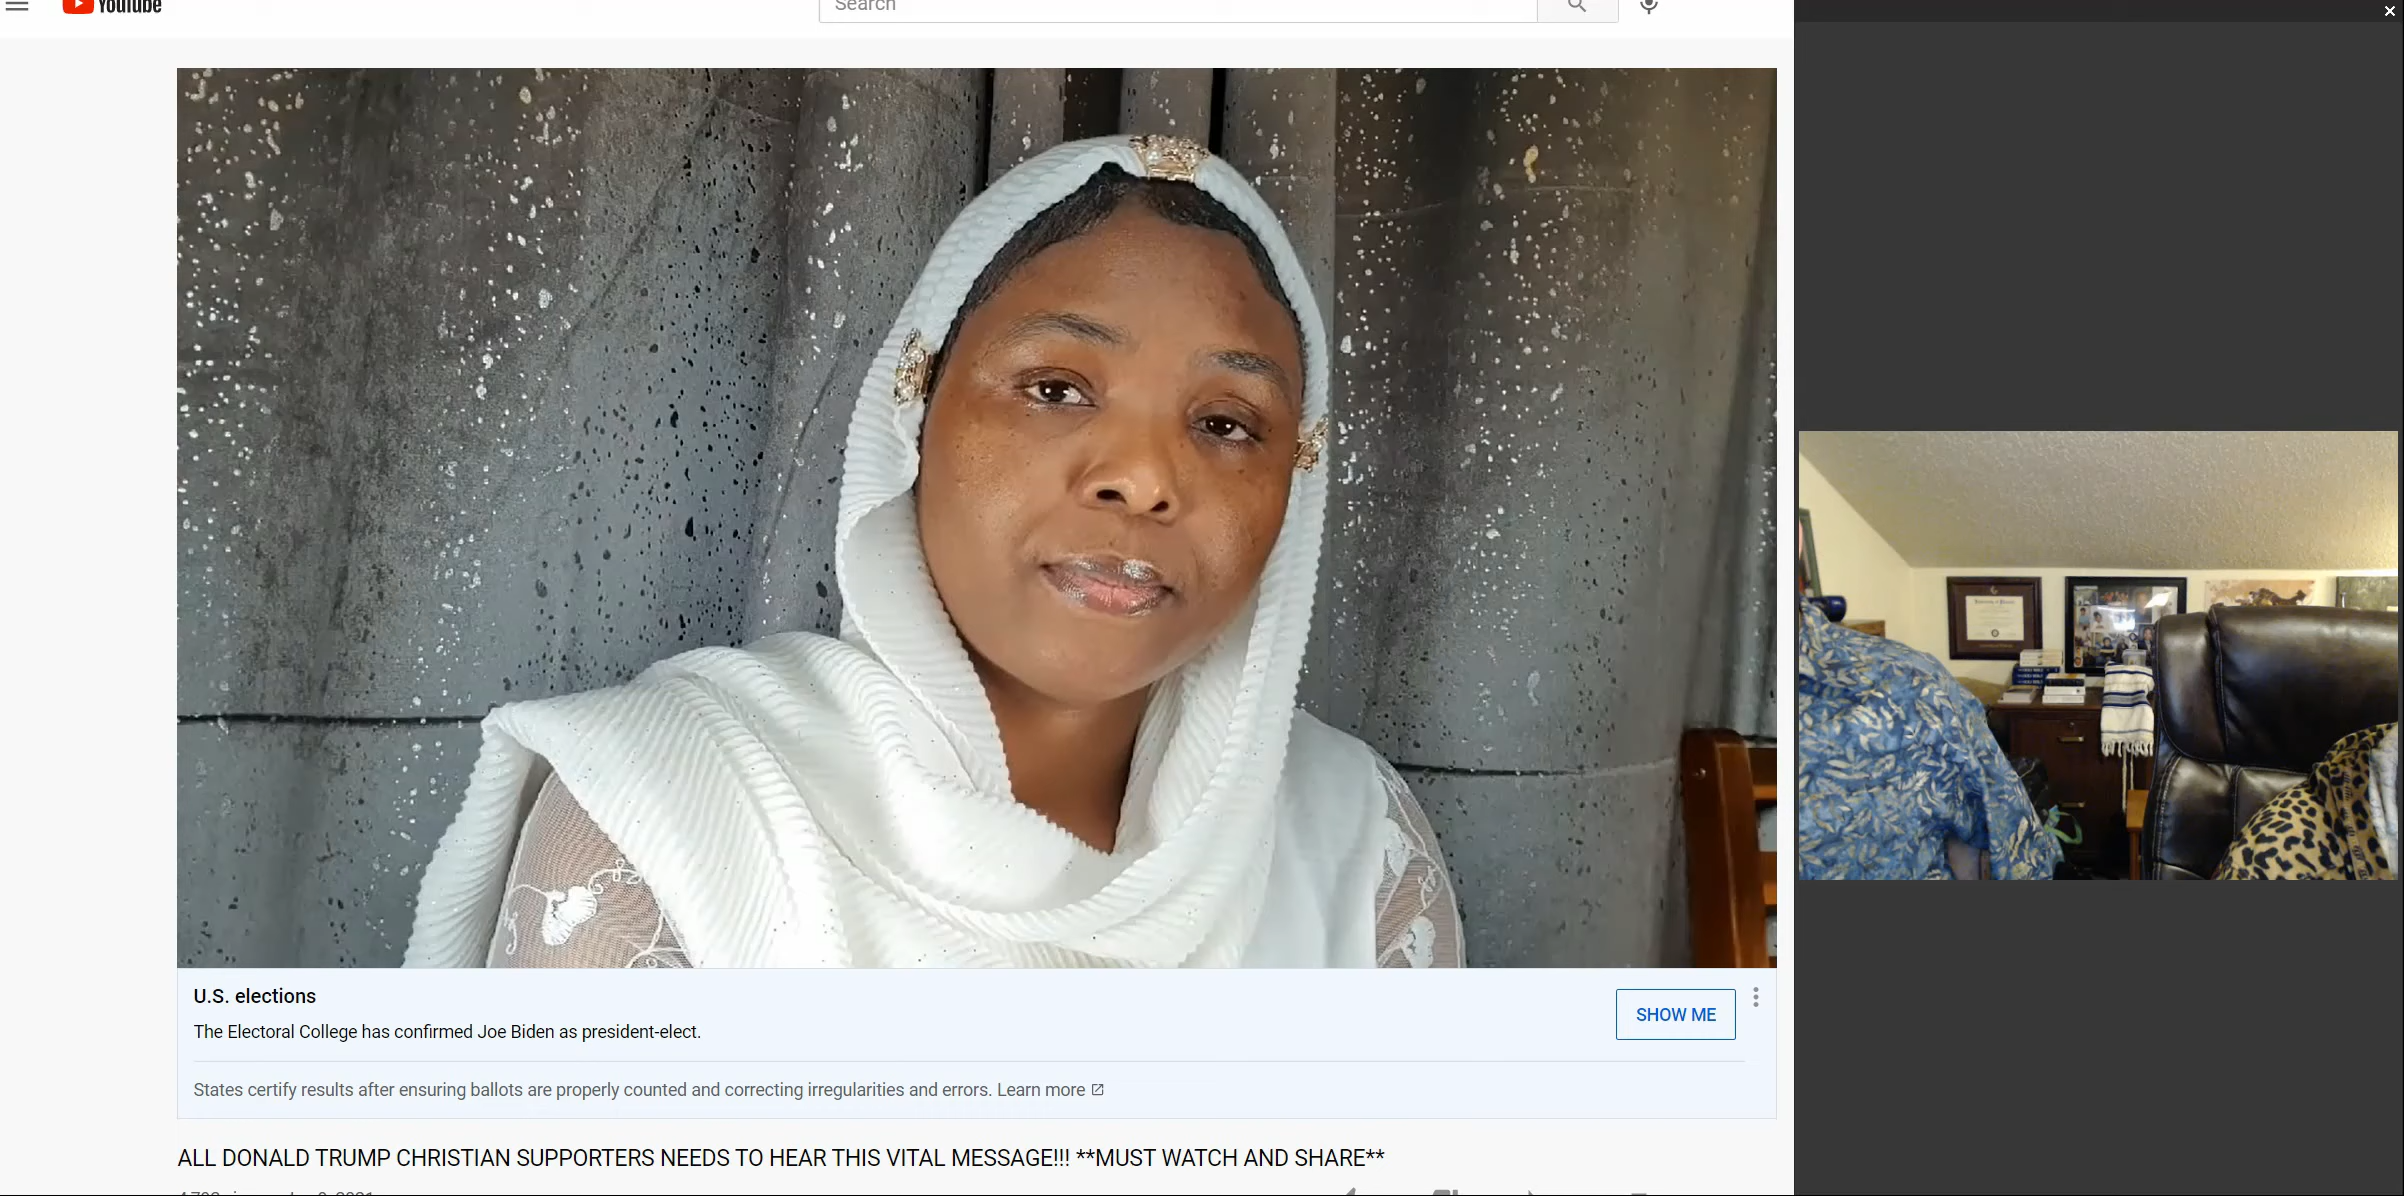 YouTube
Search
U.S. elections
The Electoral College has confirmed Joe Biden as president-elect.
SHOW ME
States certify results after ensuring ballots are properly counted and correcting irregularities and errors. Learn more
ALL DONALD TRUMP CHRISTIAN SUPPORTERS NEEDS TO HEAR THIS VITAL MESSAGE!!! **MUST WATCH AND SHARE**